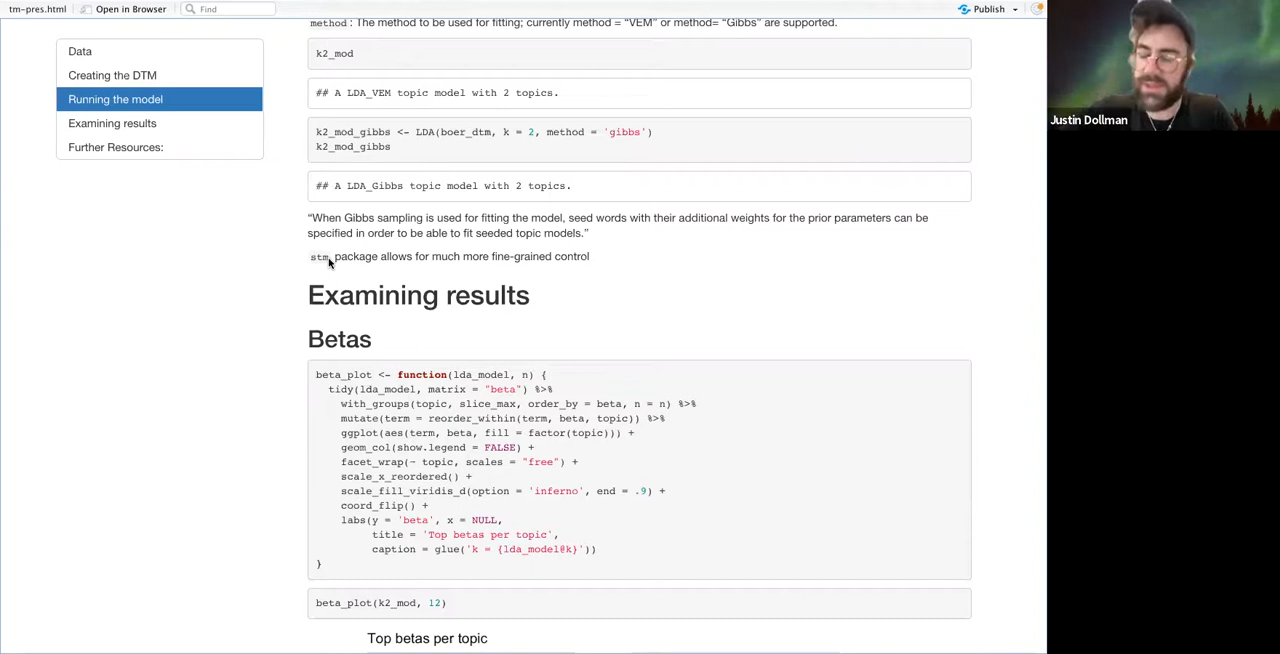 tm-pres.html
Open in Browser
Find
Publish
Data
Creating the DTM
Running the model
Examining results
Further Resources:
method : The method to be used for fitting; currently method = “VEM” or method= “Gibbs” are supported.
k2_mod
## A LDA_VEM topic model with 2 topics.
k2_mod_gibbs <- LDA(boer_dtm, k = 2, method = 'gibbs')
k2_mod_gibbs
## A LDA_Gibbs topic model with 2 topics.
“When Gibbs sampling is used for fitting the model, seed words with their additional weights for the prior parameters can be
specified in order to be able to fit seeded topic models.”
stm package allows for much more fine-grained control
Examining results
Betas
beta_plot <- function(lda_model, n) {
tidy(lda_model, matrix = "beta") %>%
with_groups(topic, slice_max, order_by = beta, n = n) %>%
mutate(term = reorder_within(term, beta, topic)) %>%
ggplot(aes(term, beta, fill = factor(topic))) +
geom_col(show.legend = FALSE) +
facet_wrap(~ topic, scales = "free") +
scale_x_reordered() +
scale_fill_viridis_d(option = 'inferno', end = .9) +
coord_flip() +
labs(y = 'beta', x = NULL,
title = 'Top betas per topic',
caption = glue('k = {lda_model@k}'))
}
beta_plot(k2_mod, 12)
Top betas per topic
Justin Dollman